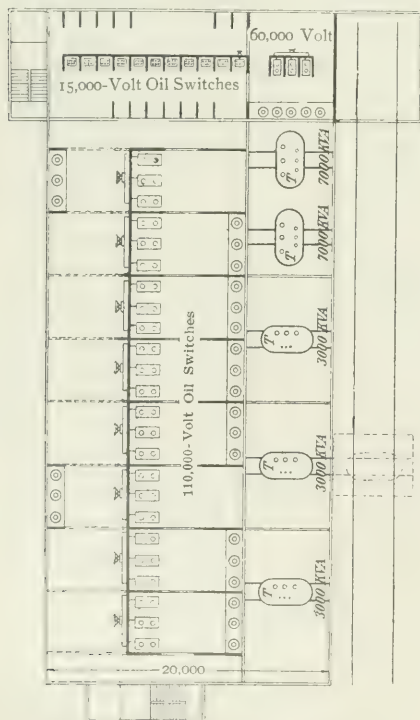 60,000 Volt
15,000-Volt Oil Switches
T
7000 KVA
T
7000 KVA
110,000-Volt Oil Switches
T
3000 KVA
T
3000 KVA
T
3000 KVA
20,000